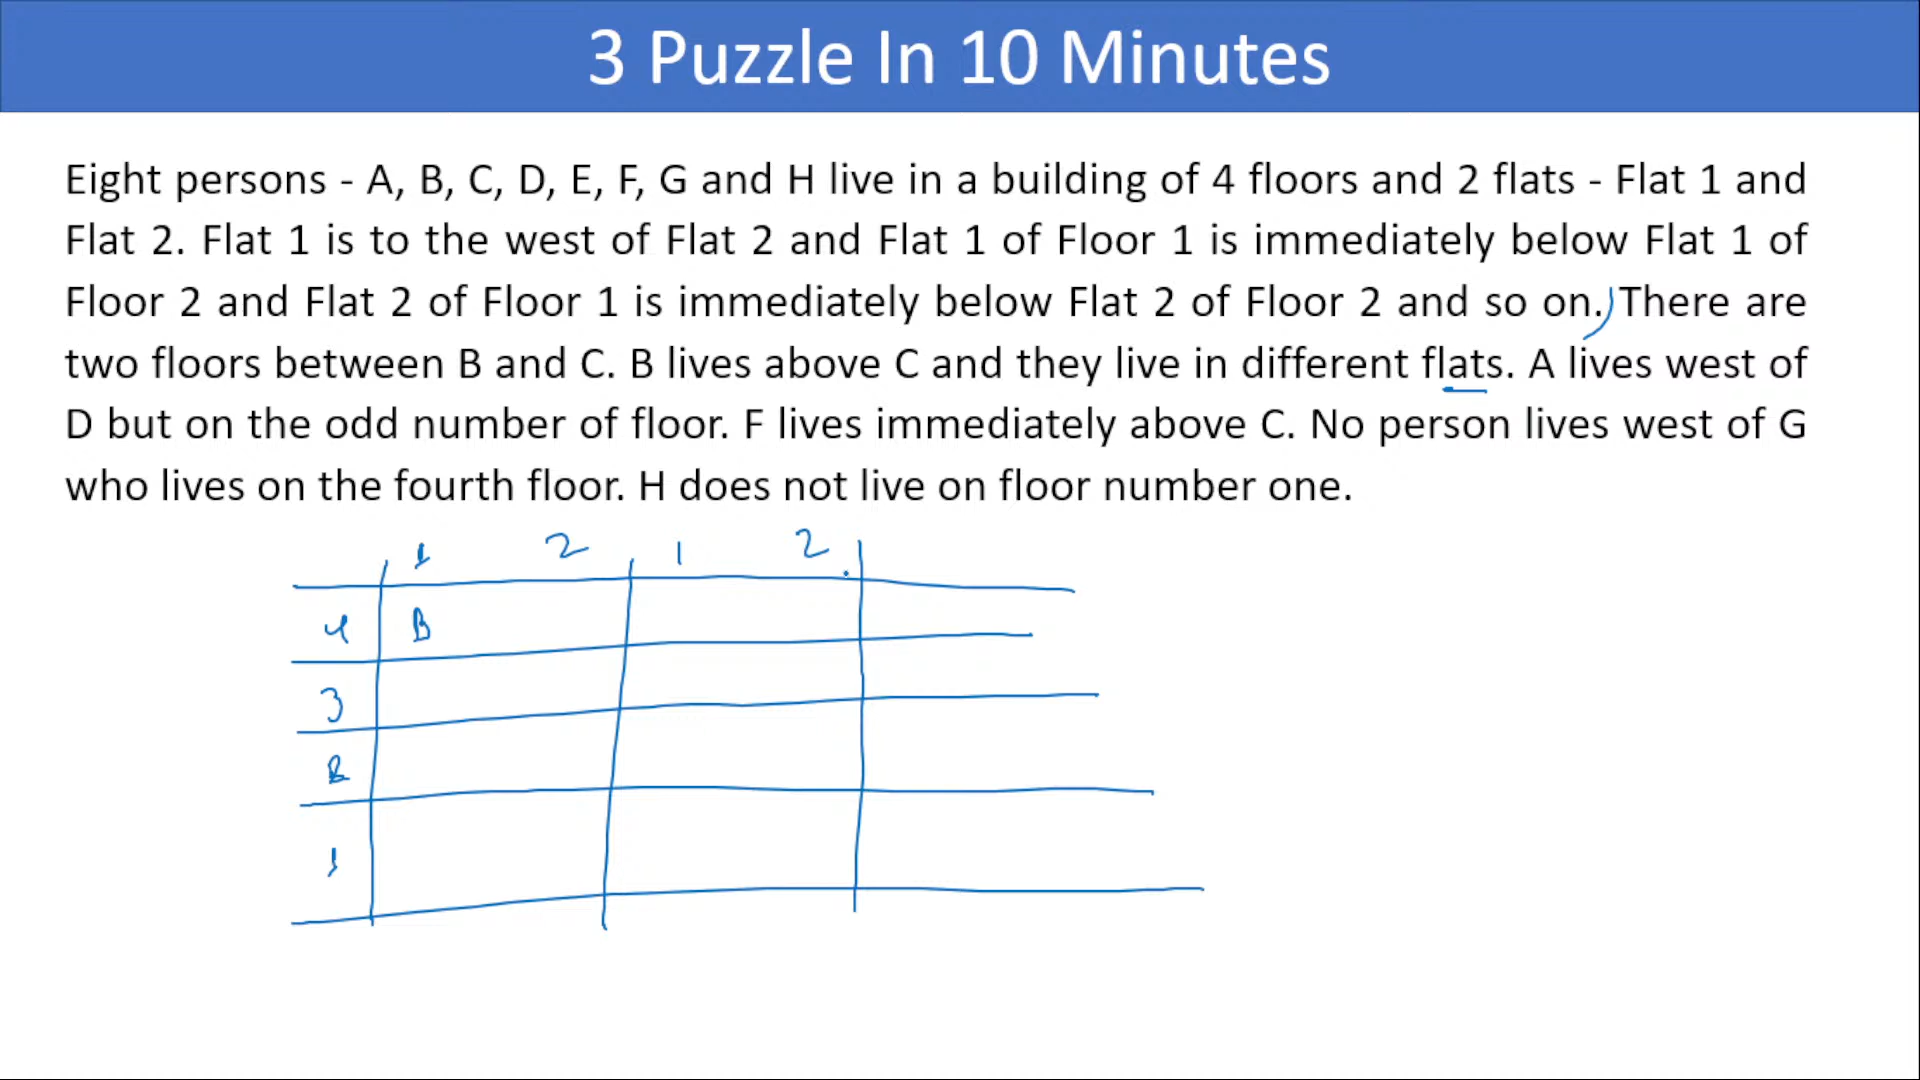 3 Puzzle In 10 Minutes
Eight persons - A, B, C, D, E, F, G and H live in a building of 4 floors and 2 flats - Flat 1 and
Flat 2. Flat 1 is to the west of Flat 2 and Flat 1 of Floor 1 is immediately below Flat 1 of
Floor 2 and Flat 2 of Floor 1 is immediately below Flat 2 of Floor 2 and so on. There are
two floors between B and C. B lives above C and they live in different flats. A lives west of
D but on the odd number of floor. F lives immediately above C. No person lives west of G
who lives on the fourth floor. H does not live on floor number one.
1 2 1 2
4 B
3
2
1